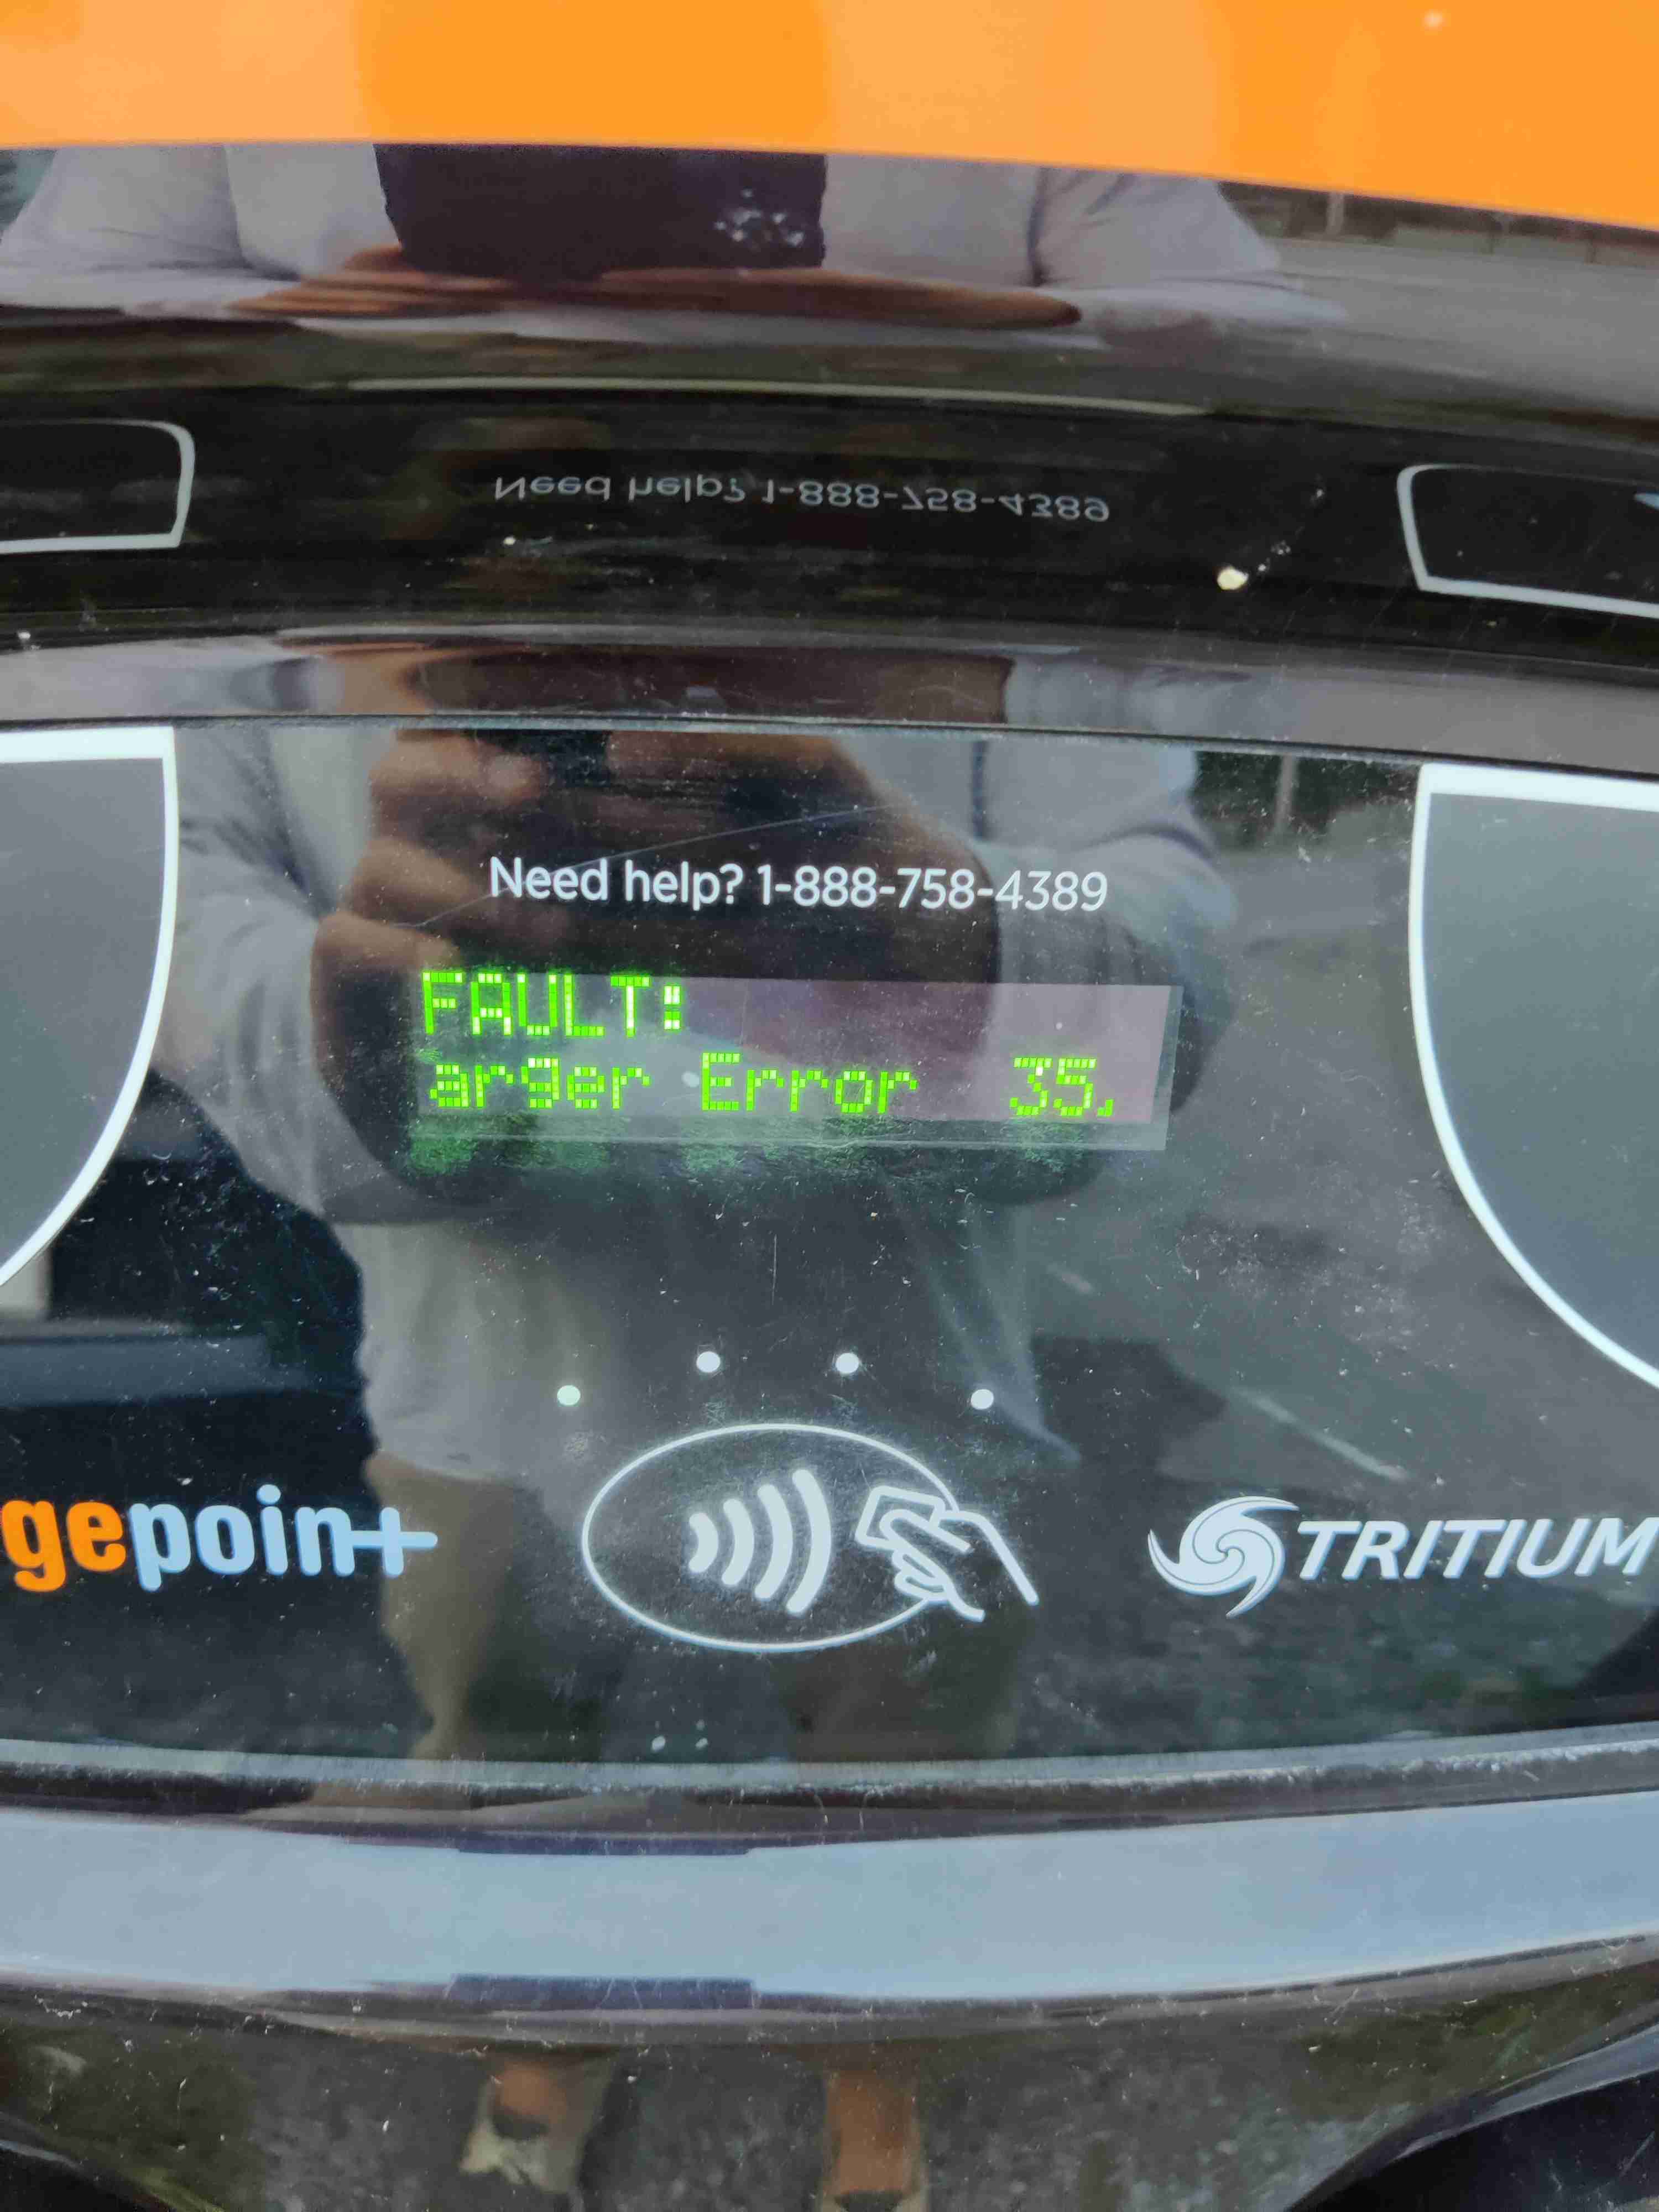 Need help? 1-888-758-4389
Need help? 1-888-758-4389
FAULT:
arger Error 35.
gepoint
TRITIUM